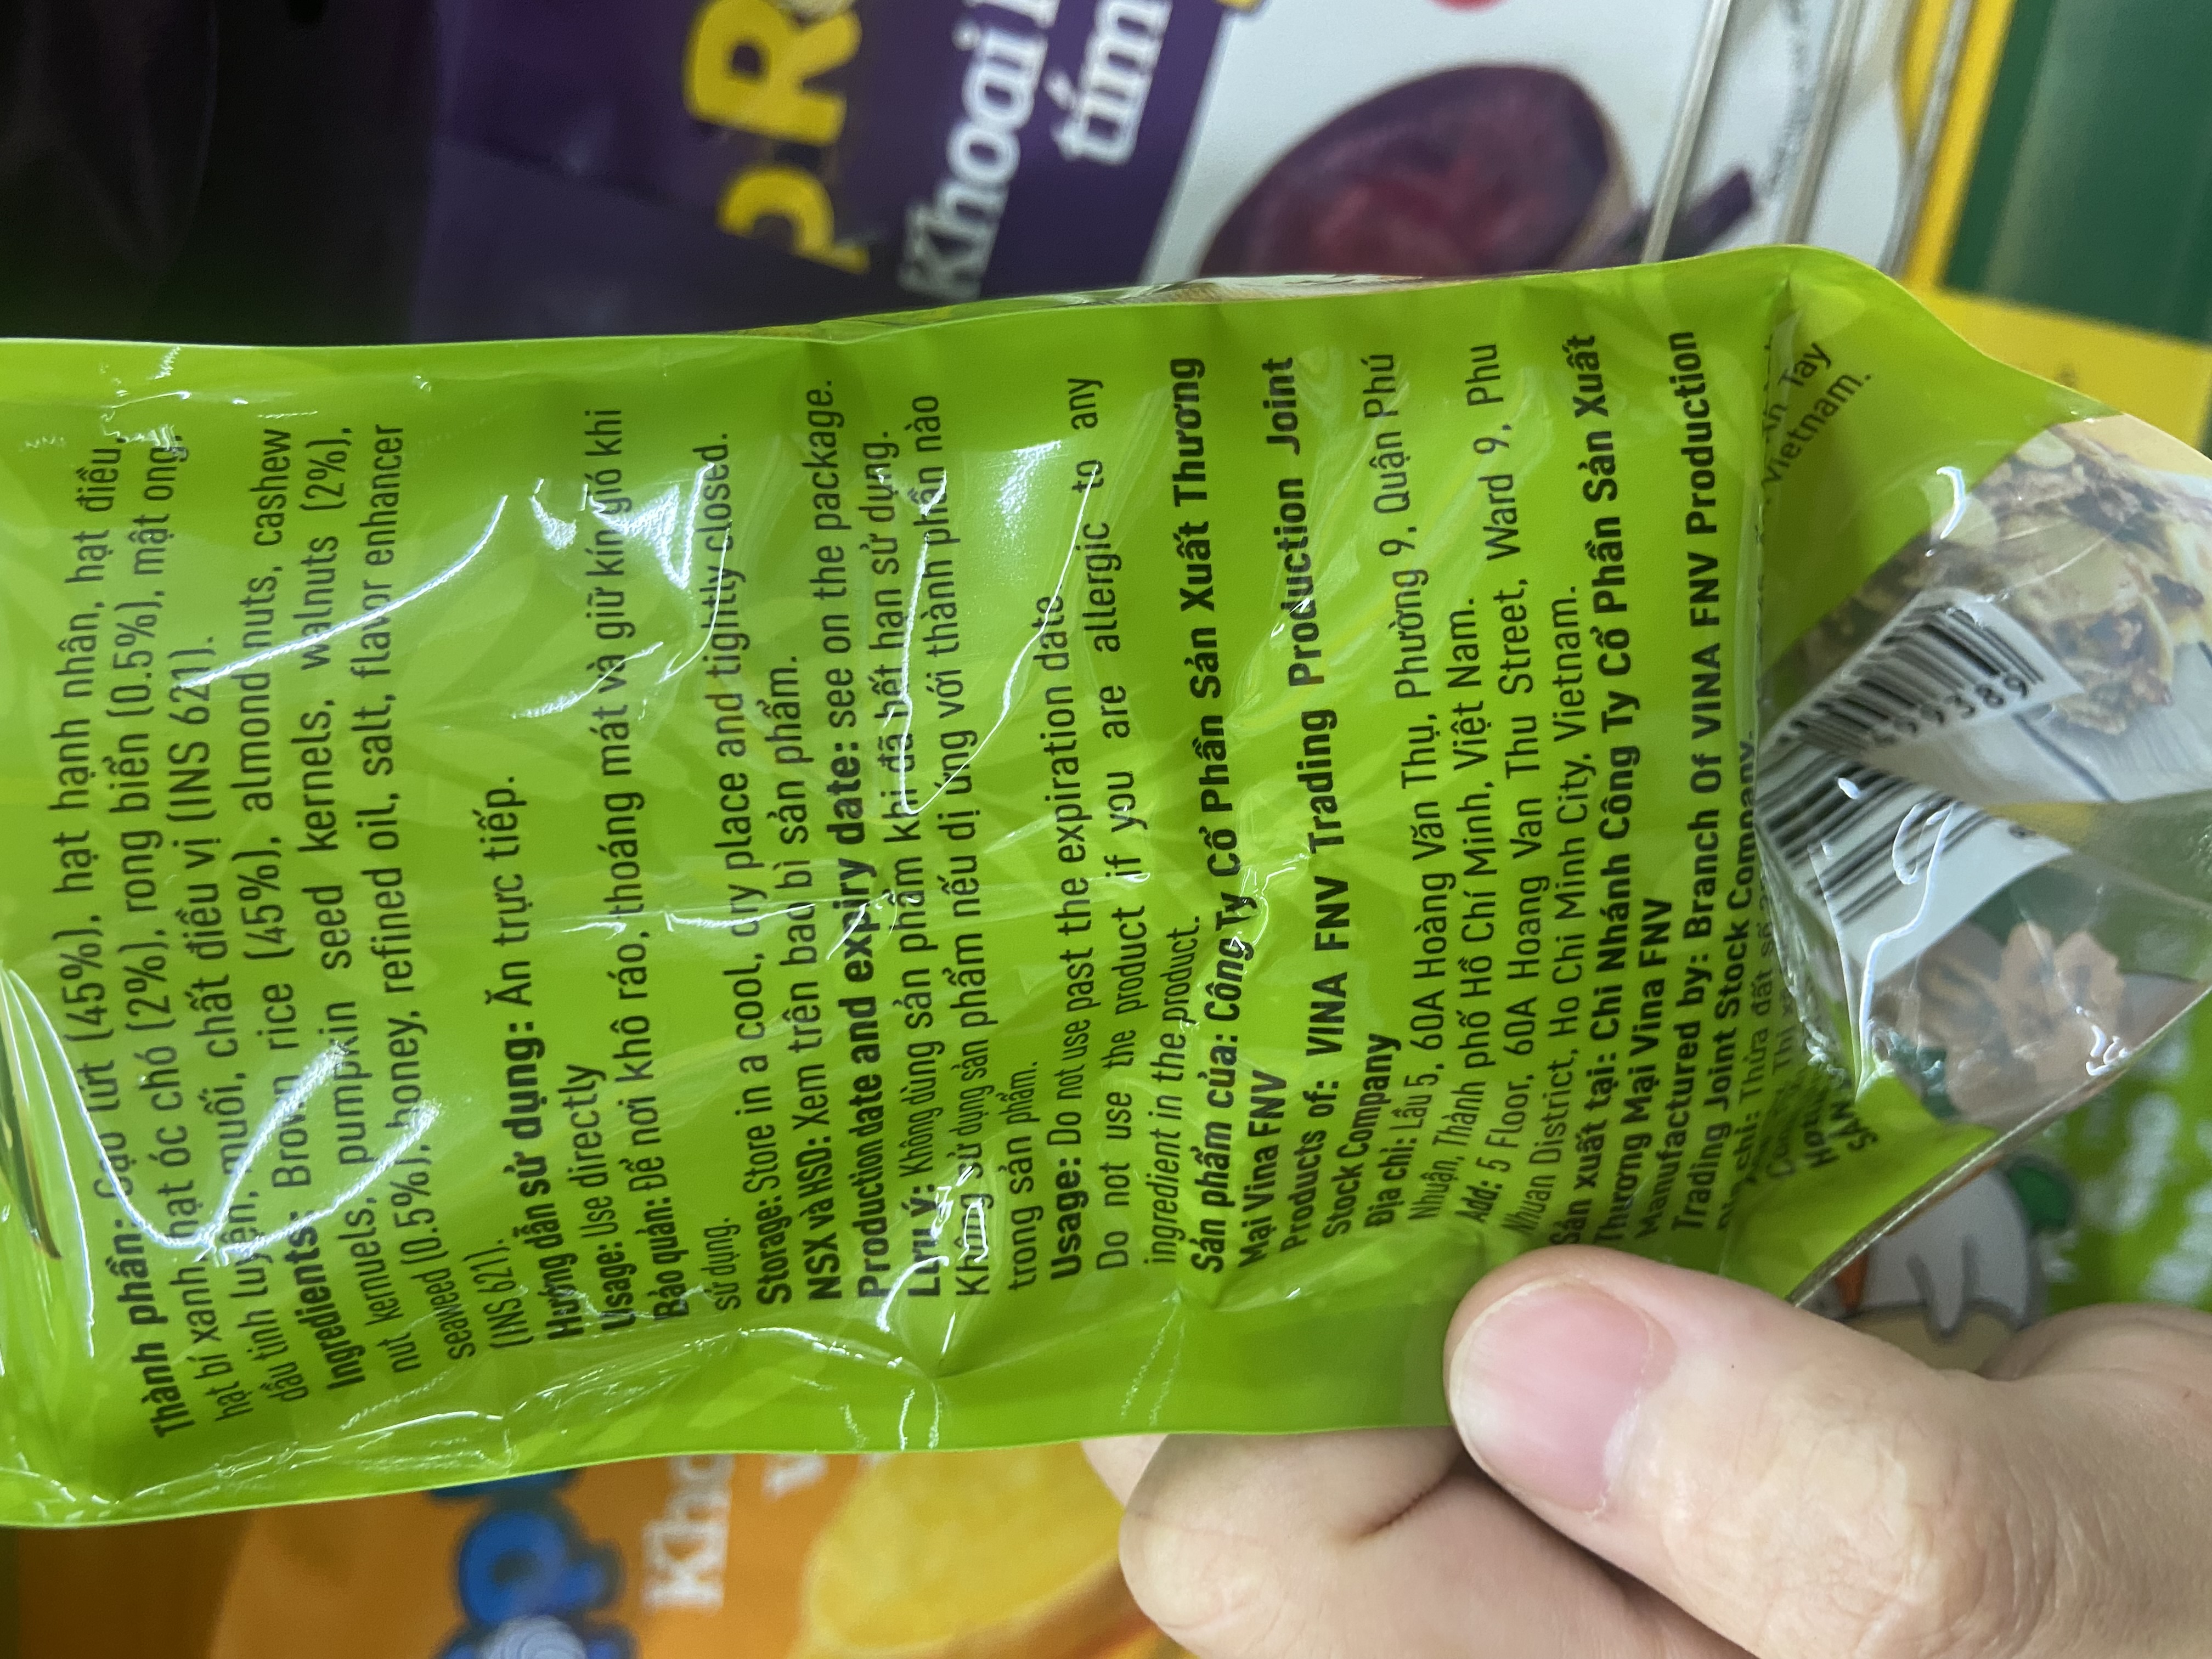 Thành phần: Gạo lứt (45%), hạt hạnh nhân, hạt điều,
hạt bí xanh, hạt óc chó (2%), rong biển (0.5%), mật ong,
dầu tinh luyện, muối, chất điều vị (INS 621).
Ingredients: Brown rice (45%), almond nuts, cashew
nut kernuels, pumpkin seed kernels, walnuts (2%),
seaweed (0.5%), honey, refined oil, salt, flavor enhancer
(INS 621).
Hướng dẫn sử dụng: Ăn trực tiếp.
Usage: Use directly
Bảo quản: Để nơi khô ráo, thoáng mát và giữ kín gió khi
sử dụng.
Storage: Store in a cool, dry place and tightly closed.
NSX và HSD: Xem trên bao bì sản phẩm.
Production date and expiry date: see on the package.
Lưu ý: Không dùng sản phẩm khi đã hết hạn sử dụng.
Không sử dụng sản phẩm nếu dị ứng với thành phần nào
trong sản phẩm.
Usage: Do not use past the expiration date.
Do not use the product if you are allergic to any
ingredient in the product.
Sản phẩm của: Công Ty Cổ Phần Sản Xuất Thương
Mại Vina FNV
Products of: VINA FNV Trading Production Joint
Stock Company
Địa chỉ: Lầu 5, 60A Hoàng Văn Thụ, Phường 9, Quận Phú
Nhuận, Thành phố Hồ Chí Minh, Việt Nam.
Add: 5 Floor, 60A Hoang Van Thu Street, Ward 9, Phu
Nhuan District, Ho Chi Minh City, Vietnam.
Sản xuất tại: Chi Nhánh Công Ty Cổ Phần Sản Xuất
Thương Mại Vina FNV
Manufactured by: Branch Of VINA FNV Production
Trading Joint Stock Company.
chỉ: Thửa đất số
Tay
Vietnam.
Khoai
tím